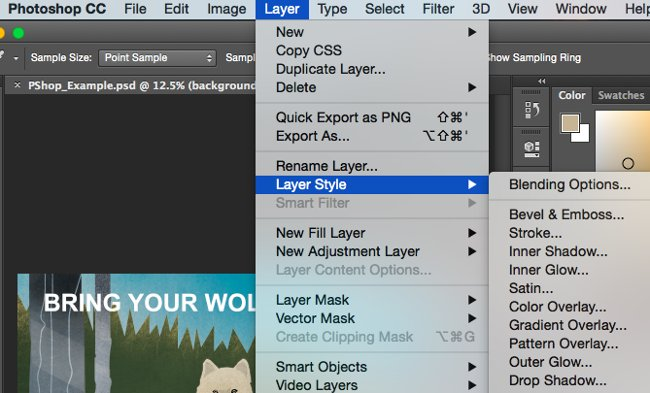 Photoshop CC File Edit Image Layer Type Select Filter 3D View Window Help
Sample Size: Point Sample Show Sampling Ring
× PShop_Example.psd @ 12.5% (background
New
Copy CSS
Duplicate Layer...
Delete
Quick Export as PNG ⇧⌘'
Export As... ⌥⇧⌘'
Rename Layer...
Layer Style
Smart Filter
New Fill Layer
New Adjustment Layer
Layer Content Options...
Layer Mask
Vector Mask
Create Clipping Mask ⌥⌘G
Smart Objects
Video Layers
Color Swatches
Blending Options...
Bevel & Emboss...
Stroke...
Inner Shadow...
Inner Glow...
Satin...
Color Overlay...
Gradient Overlay...
Pattern Overlay...
Outer Glow...
Drop Shadow...
BRING YOUR WOL